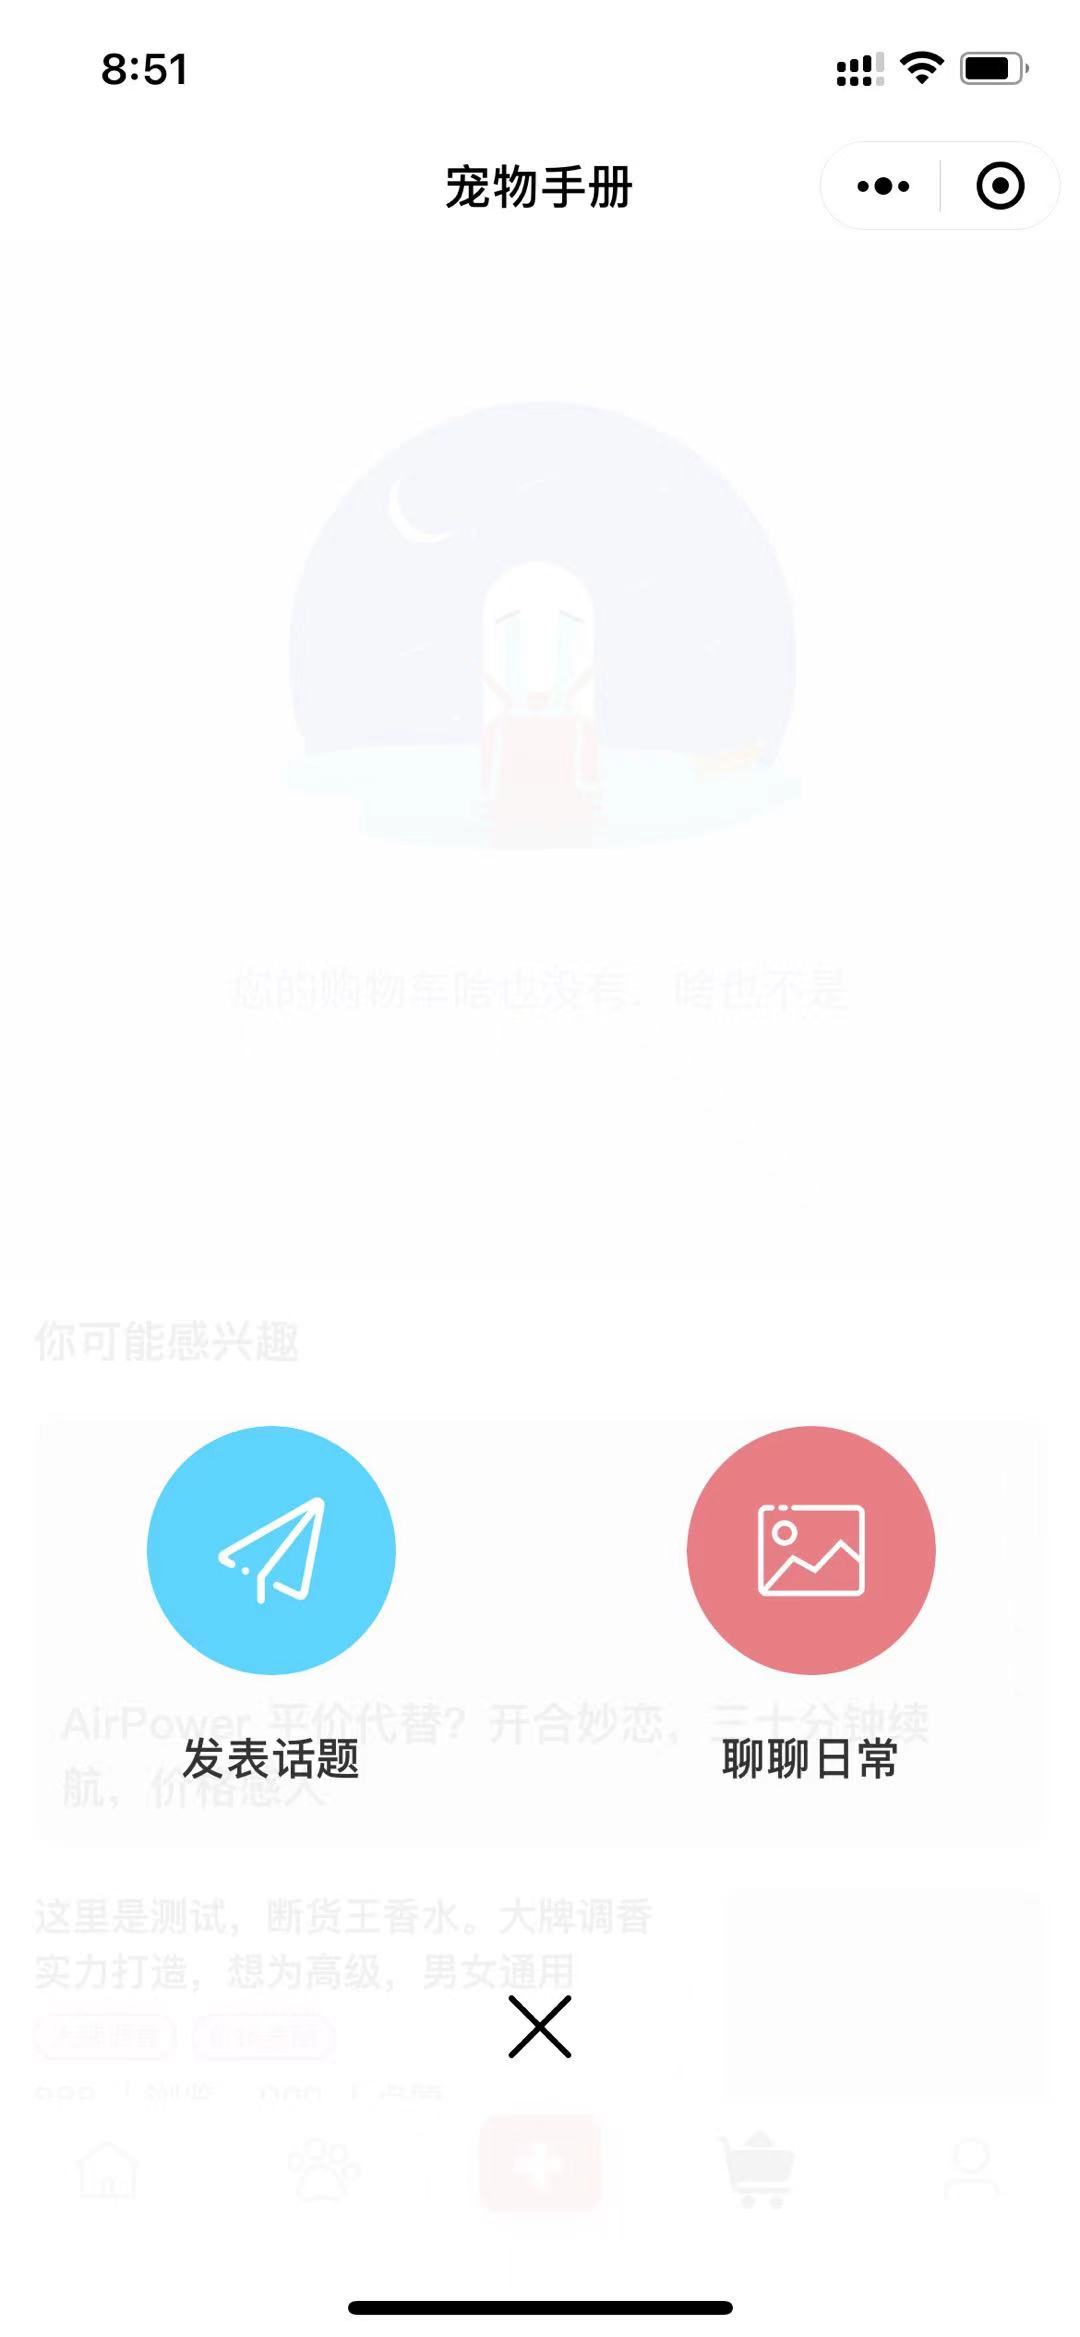 8:51
宠物手册
您的购物车啥也没有．啥也不是
你可能感兴趣
AirPower 平价代替？开合妙恋，三十分钟续
航，价格感人
发表话题
聊聊日常
这里是测试，断货王香水。大牌调香
实力打造，想为高级，男女通用